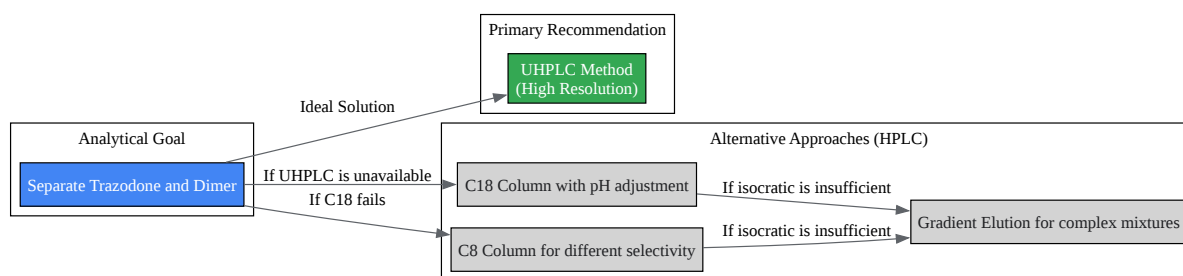 Primary Recommendation
UHPLC Method
(High Resolution)
Ideal Solution
Analytical Goal
Separate Trazodone and Dimer
If UHPLC is unavailable
If C18 fails
Alternative Approaches (HPLC)
C18 Column with pH adjustment
If isocratic is insufficient
C8 Column for different selectivity
If isocratic is insufficient
Gradient Elution for complex mixtures